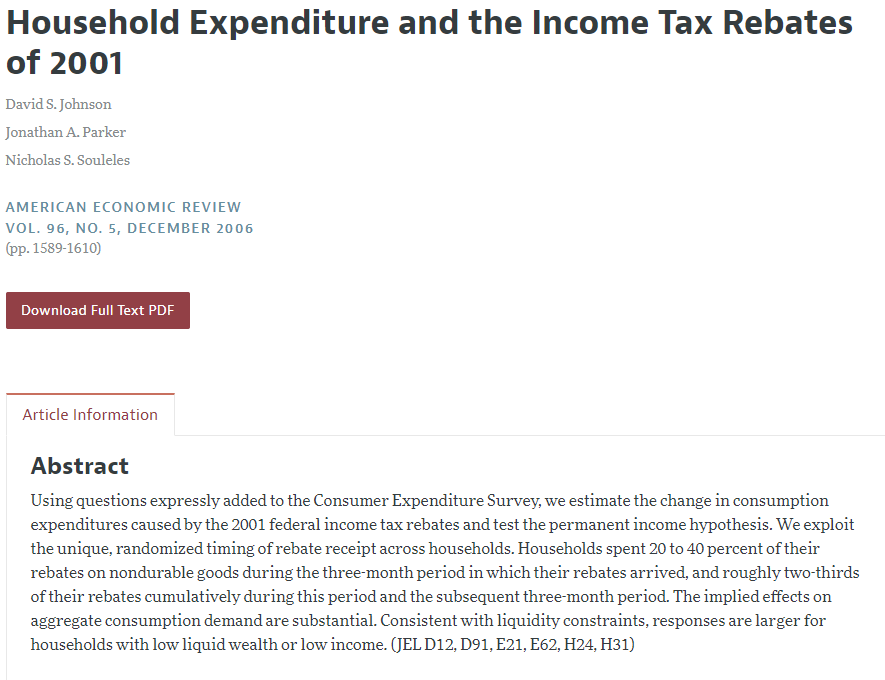 Household Expenditure and the Income Tax Rebates
of 2001
David S. Johnson
Jonathan A. Parker
Nicholas S. Souleles
AMERICAN ECONOMIC REVIEW
VOL. 96, NO. 5, DECEMBER 2006
(pp. 1589-1610)
Download Full Text PDF
Article Information
Abstract
Using questions expressly added to the Consumer Expenditure Survey, we estimate the change in consumption
expenditures caused by the 2001 federal income tax rebates and test the permanent income hypothesis. We exploit
the unique, randomized timing of rebate receipt across households. Households spent 20 to 40 percent of their
rebates on nondurable goods during the three-month period in which their rebates arrived, and roughly two-thirds
of their rebates cumulatively during this period and the subsequent three-month period. The implied effects on
aggregate consumption demand are substantial. Consistent with liquidity constraints, responses are larger for
households with low liquid wealth or low income. (JEL D12, D91, E21, E62, H24, H31)